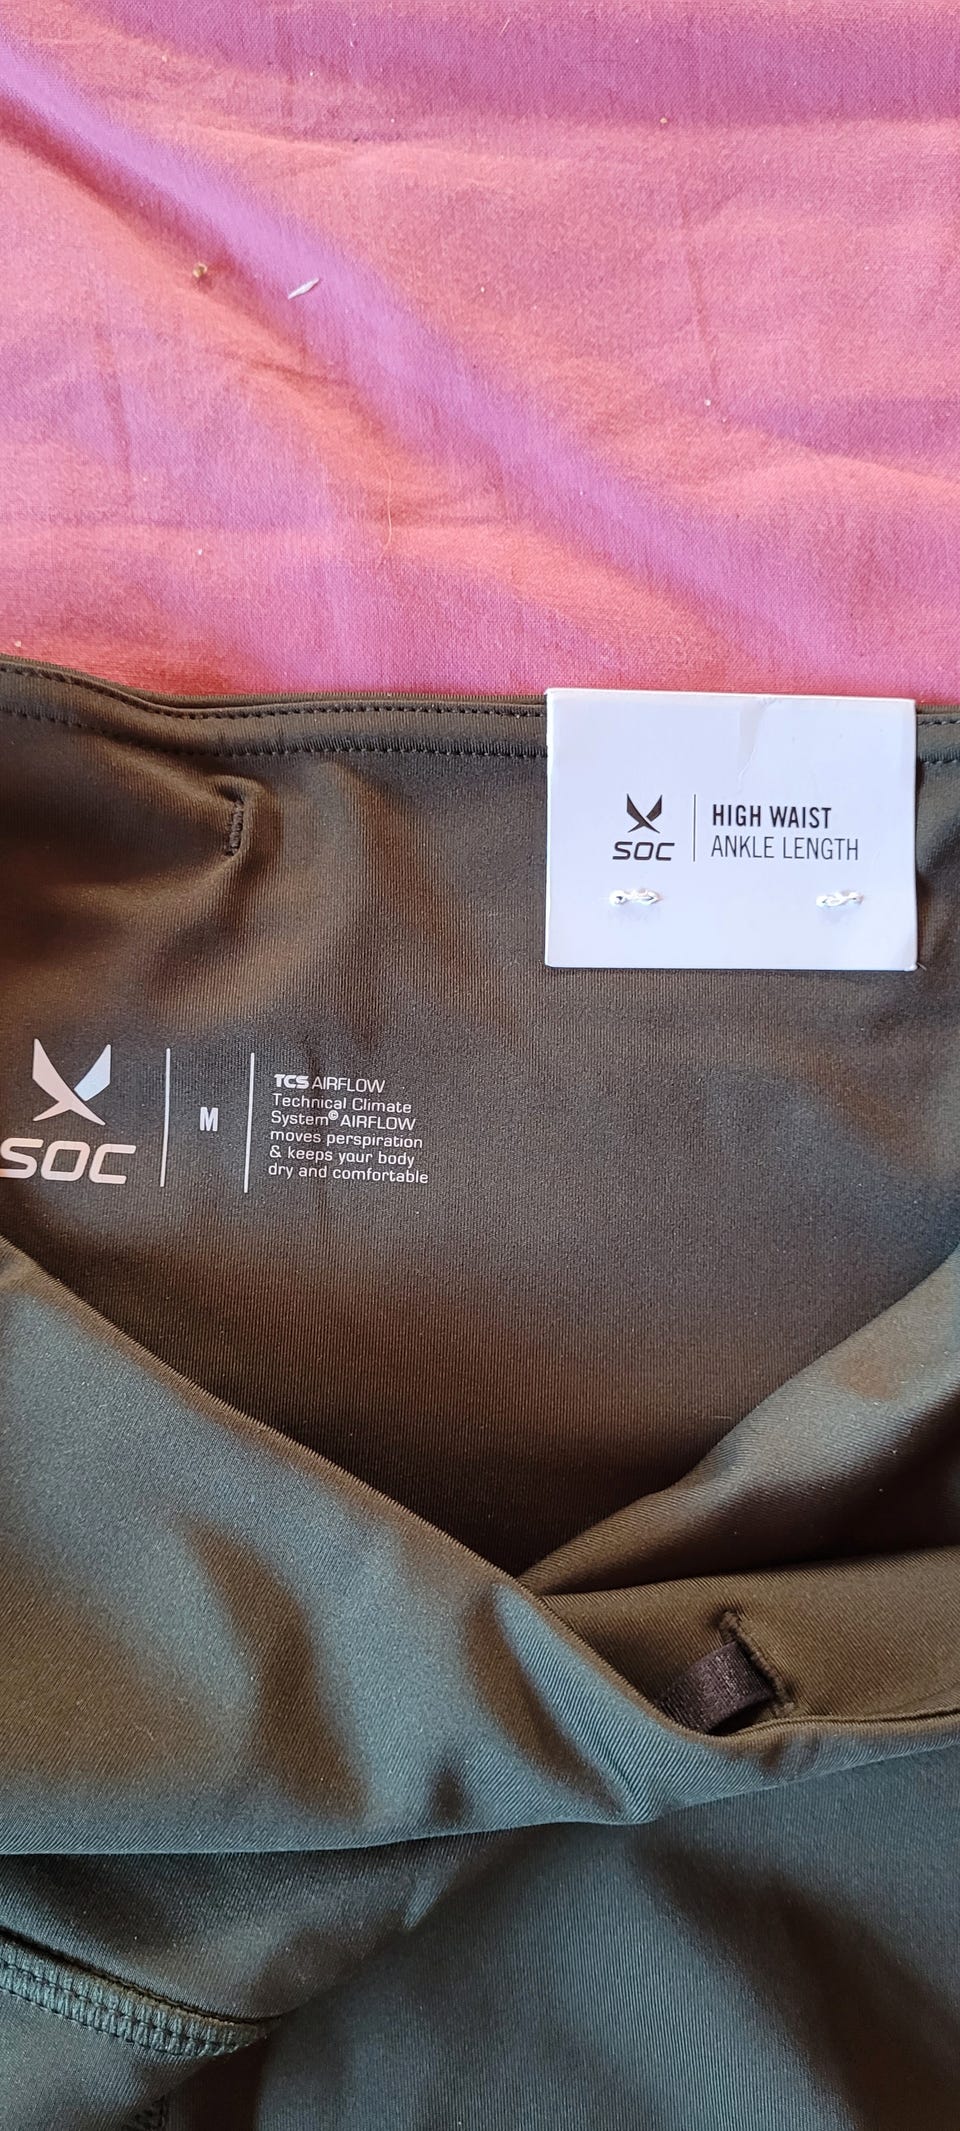 SOC
HIGH WAIST
ANKLE LENGTH
SOC
M
TCS AIRFLOW
Technical Climate
System© AIRFLOW
moves perspiration
& keeps your body
dry and comfortable